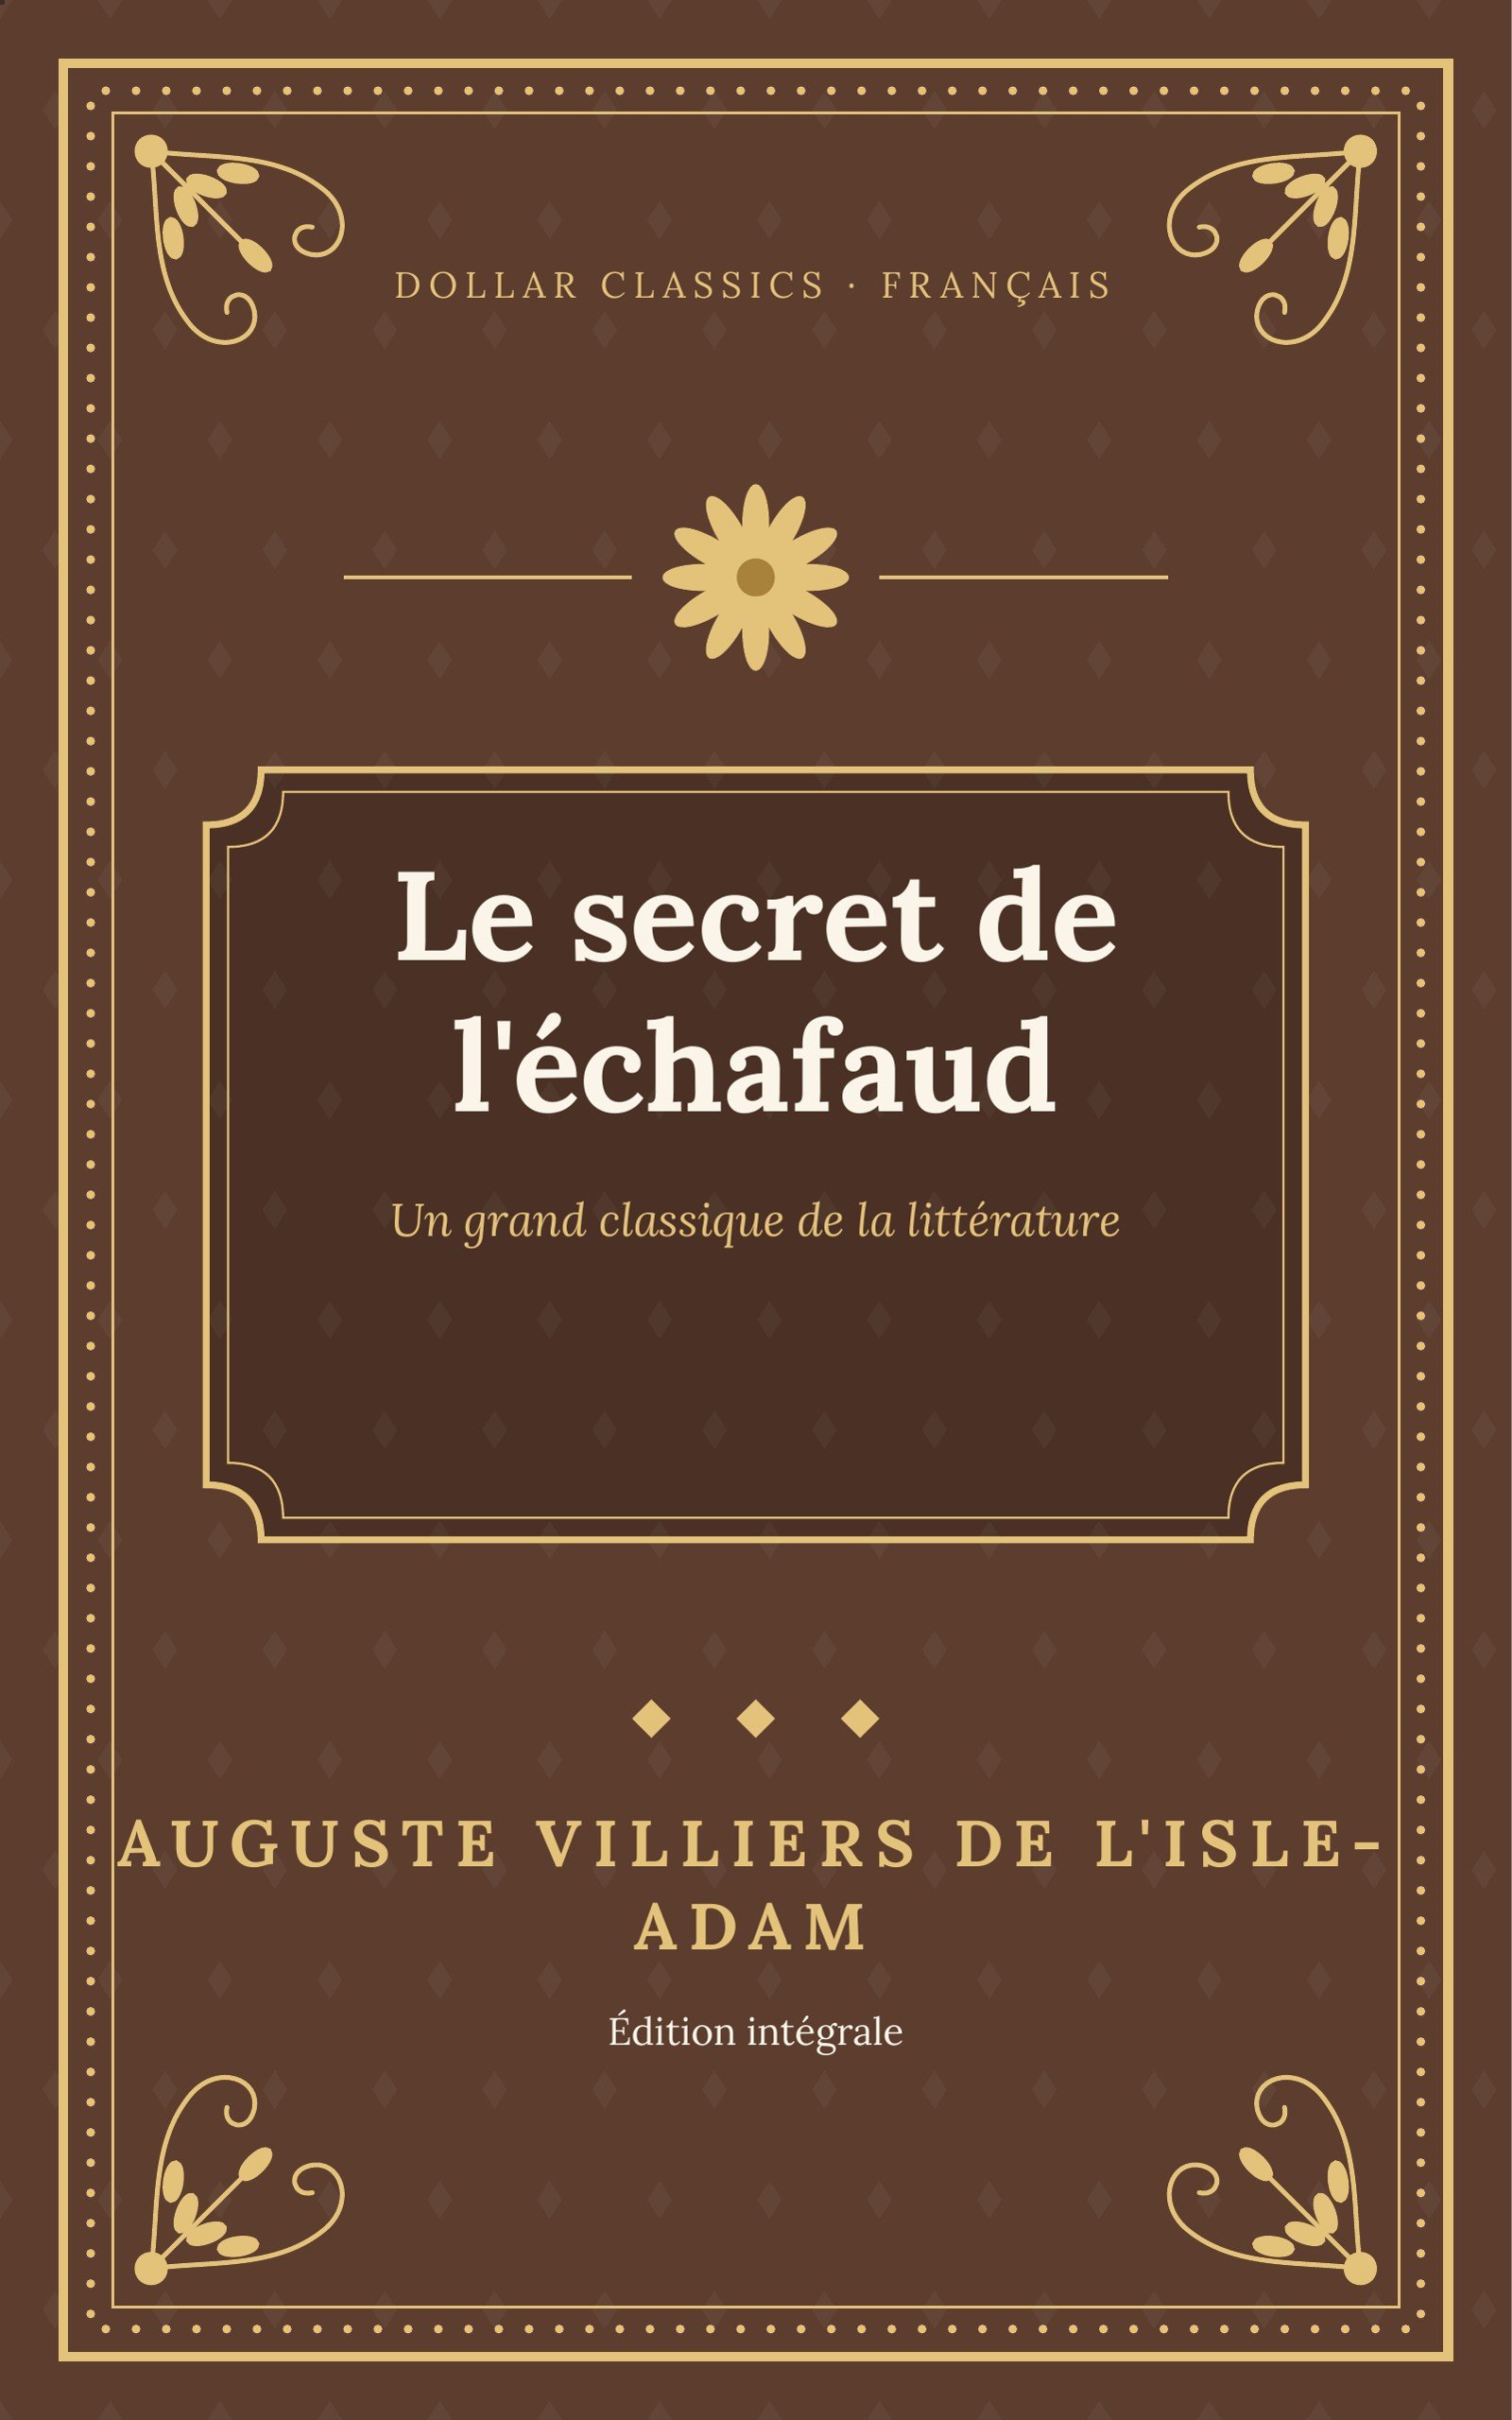 DOLLAR CLASSICS · FRANÇAIS
Le secret de
l'échafaud
Un grand classique de la littérature
AUGUSTE VILLIERS DE L'ISLE-
ADAM
Édition intégrale